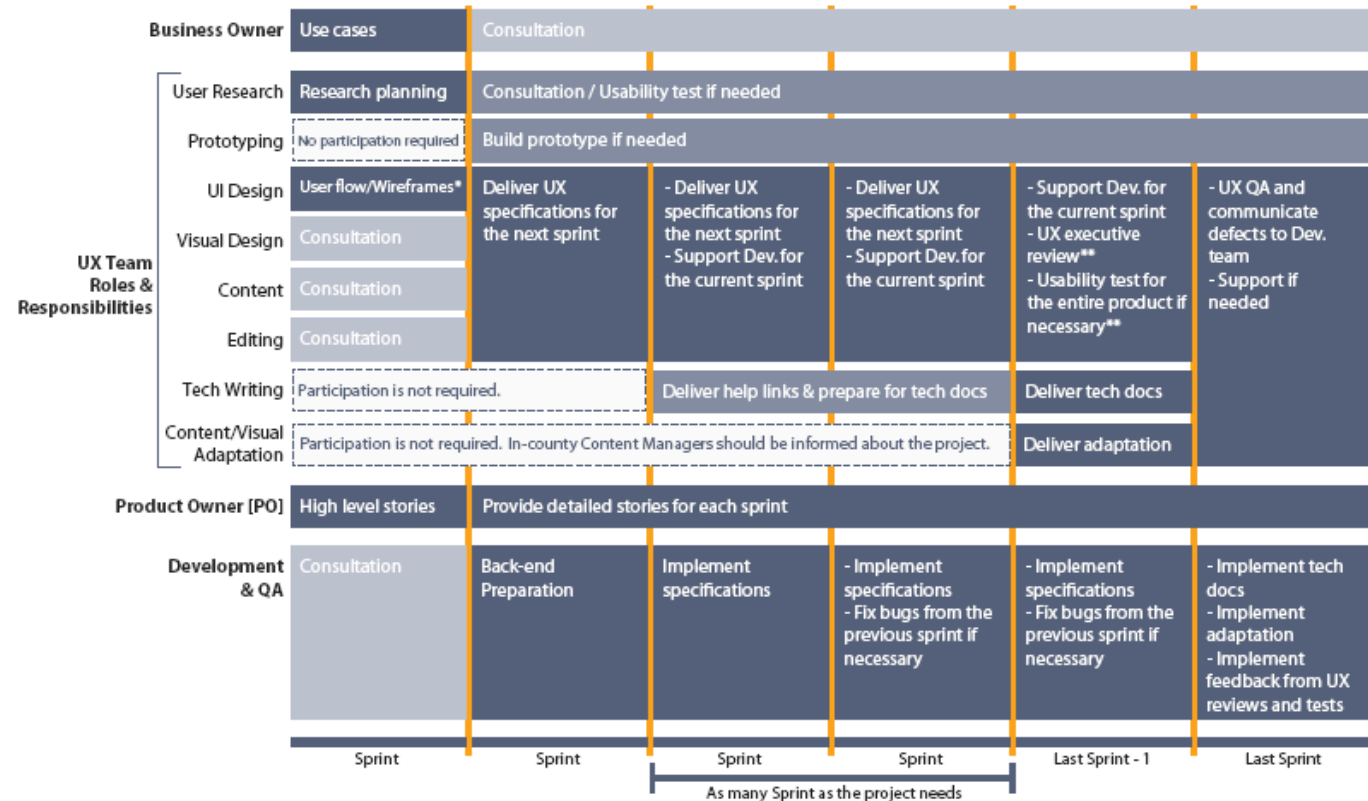 Business Owner
Use cases
Consultation
UX Team
Roles &
Responsibilities
User Research
Research planning
Consultation / Usability test if needed
Prototyping
No participation required
Build prototype if needed
UI Design
User flow/Wireframes*
Visual Design
Consultation
Content
Consultation
Editing
Consultation
Deliver UX
specifications for
the next sprint
- Deliver UX
specifications for
the next sprint
- Support Dev. for
the current sprint
- Deliver UX
specifications for
the next sprint
- Support Dev. for
the current sprint
- Support Dev. for
the current sprint
- UX executive
review**
- Usability test for
the entire product if
necessary**
- UX QA and
communicate
defects to Dev.
team
- Support if
needed
Tech Writing
Participation is not required.
Deliver help links & prepare for tech docs
Deliver tech docs
Content/Visual
Adaptation
Participation is not required. In-county Content Managers should be informed about the project.
Deliver adaptation
Product Owner [PO]
High level stories
Provide detailed stories for each sprint
Development
& QA
Consultation
Back-end
Preparation
Implement
specifications
- Implement
specifications
- Fix bugs from the
previous sprint if
necessary
- Implement
specifications
- Fix bugs from the
previous sprint if
necessary
- Implement tech
docs
- Implement
adaptation
- Implement
feedback from UX
reviews and tests
Sprint
Sprint
Sprint
Sprint
Last Sprint - 1
Last Sprint
As many Sprint as the project needs